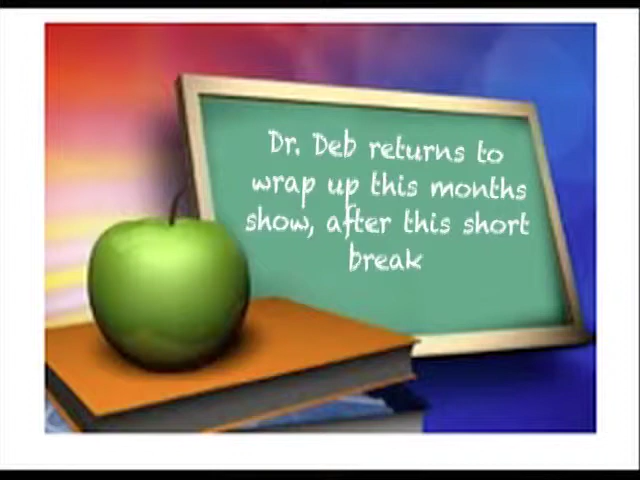 Dr. Deb returns to
wrap up this months
show, after this short
break